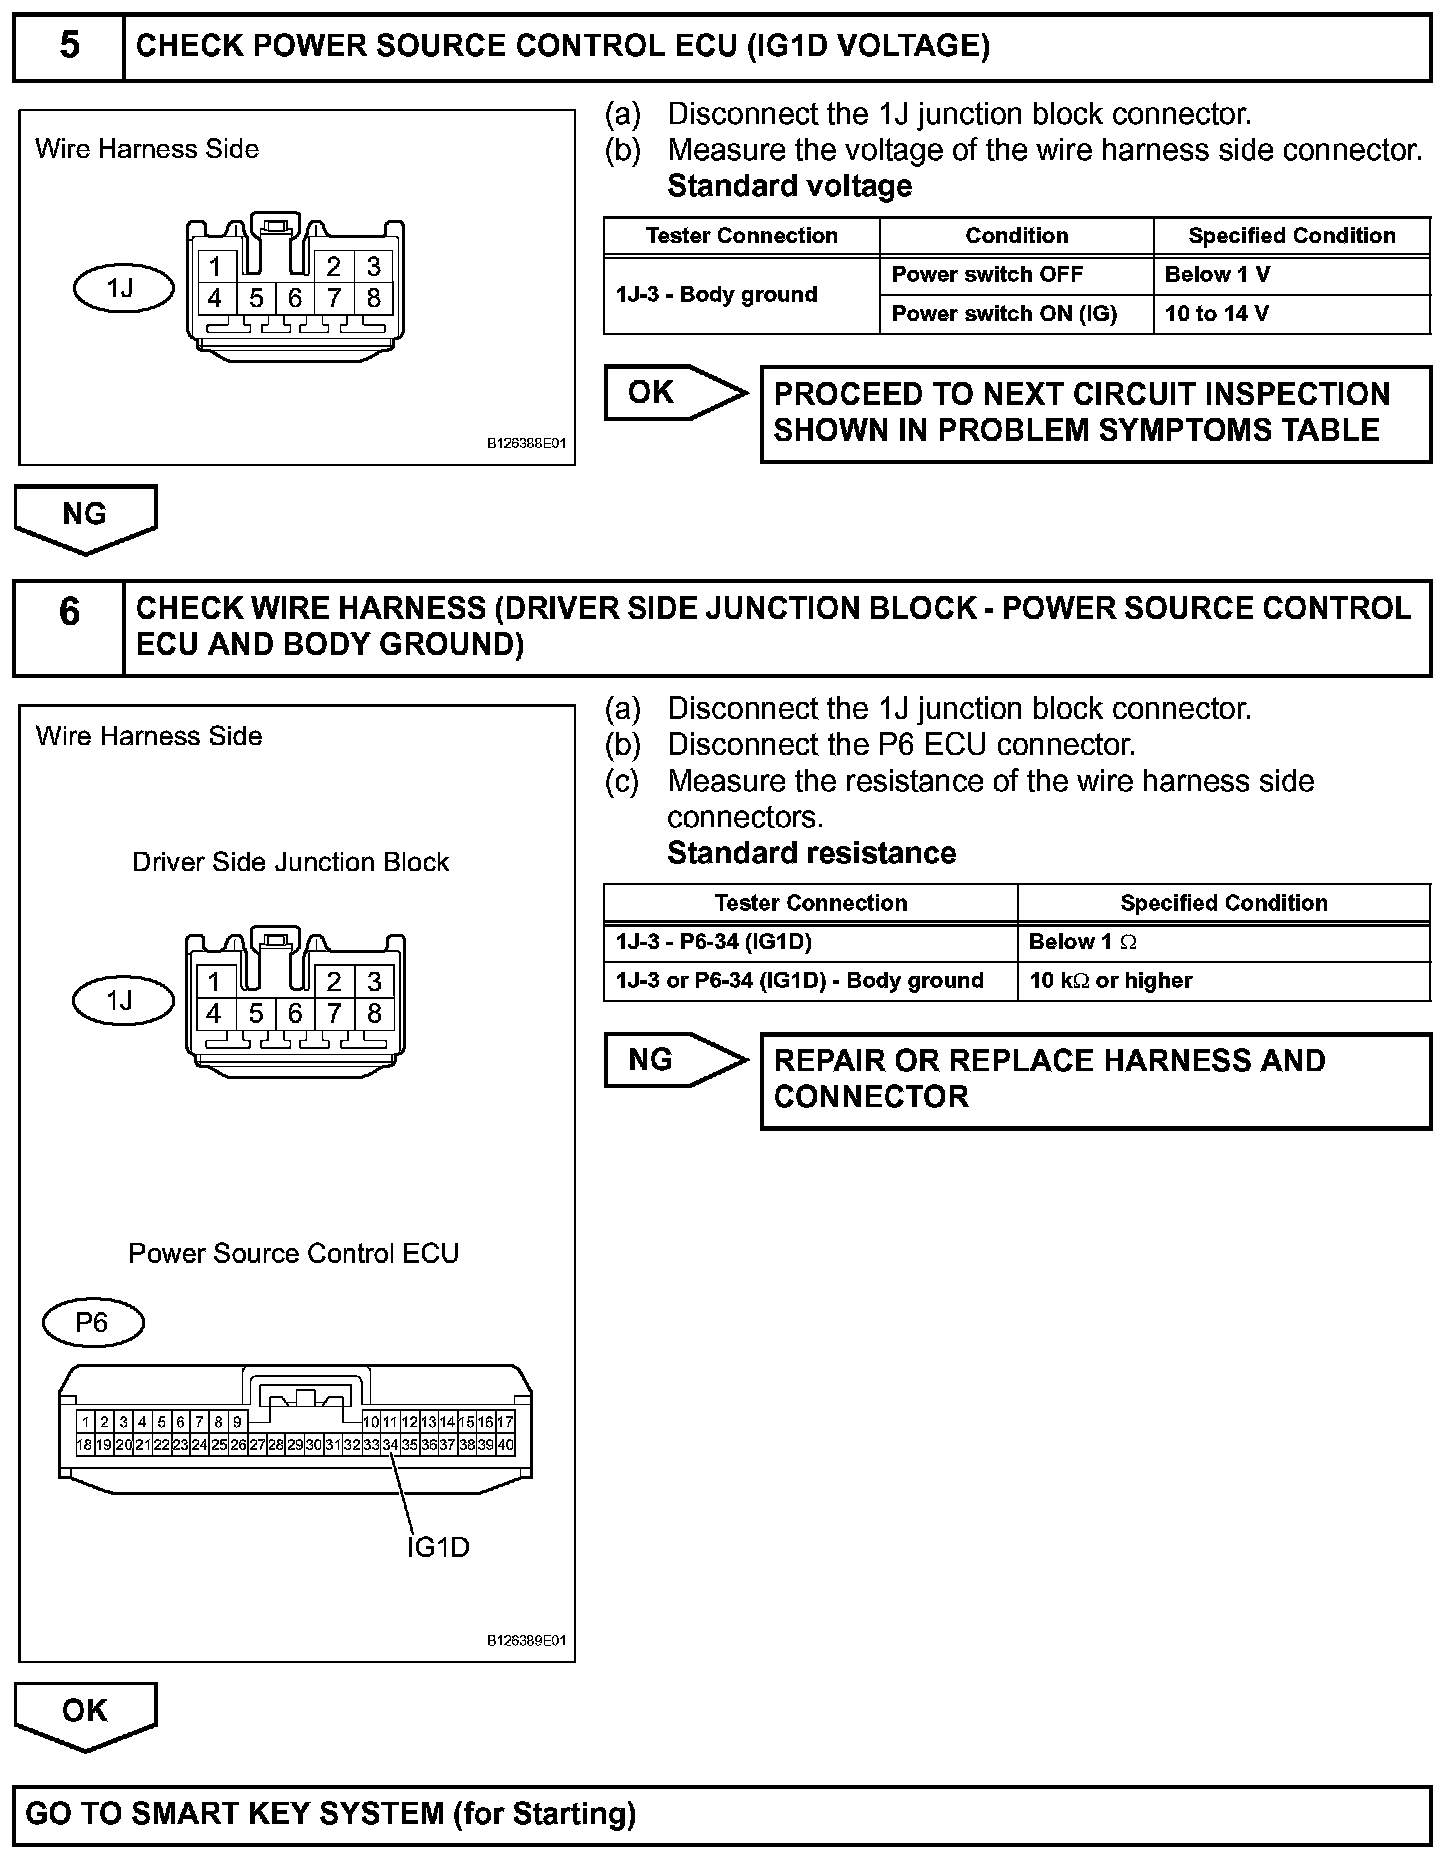 5
CHECK POWER SOURCE CONTROL ECU (IG1D VOLTAGE)
Wire Harness Side
1J
1 2 3
4 5 6 7 8
B126388E01
(a) Disconnect the 1J junction block connector.
(b) Measure the voltage of the wire harness side connector.
Standard voltage
Tester Connection Condition Specified Condition
1J-3 - Body ground
Power switch OFF Below 1 V
Power switch ON (IG) 10 to 14 V
OK
PROCEED TO NEXT CIRCUIT INSPECTION
SHOWN IN PROBLEM SYMPTOMS TABLE
NG
6
CHECK WIRE HARNESS (DRIVER SIDE JUNCTION BLOCK - POWER SOURCE CONTROL
ECU AND BODY GROUND)
Wire Harness Side
Driver Side Junction Block
1J
1 2 3
4 5 6 7 8
Power Source Control ECU
P6
1 2 3 4 5 6 7 8 9 10 11 12 13 14 15 16 17
18 19 20 21 22 23 24 25 26 27 28 29 30 31 32 33 34 35 36 37 38 39 40
IG1D
B126389E01
(a) Disconnect the 1J junction block connector.
(b) Disconnect the P6 ECU connector.
(c) Measure the resistance of the wire harness side
connectors.
Standard resistance
Tester Connection Specified Condition
1J-3 - P6-34 (IG1D) Below 1 Ω
1J-3 or P6-34 (IG1D) - Body ground 10 kΩ or higher
NG
REPAIR OR REPLACE HARNESS AND
CONNECTOR
OK
GO TO SMART KEY SYSTEM (for Starting)